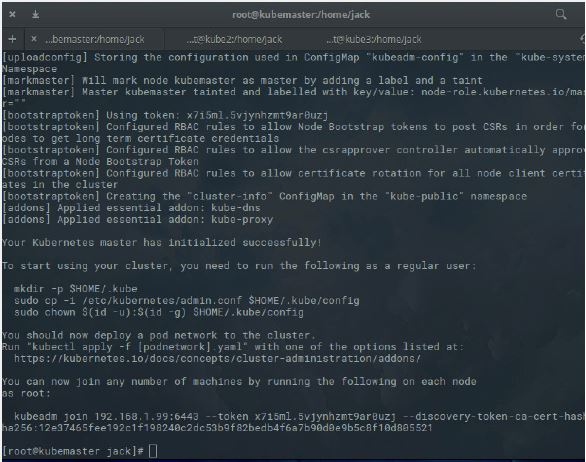 root@kubemaster:/home/jack
...bemaster:/home/jack
...t@kube2:/home/jack
...t@kube3:/home/jack
[uploadconfig] Storing the configuration used in ConfigMap "kubeadm-config" in the "kube-system
Namespace
[markmaster] Will mark node kubemaster as master by adding a label and a taint
[markmaster] Master kubemaster tainted and labelled with key/value: node-role.kubernetes.io/mas
r=""
[bootstraptoken] Using token: x7i5ml.5vjynhzmt9ar0uzj
[bootstraptoken] Configured RBAC rules to allow Node Bootstrap tokens to post CSRs in order for
odes to get long term certificate credentials
[bootstraptoken] Configured RBAC rules to allow the csrapprover controller automatically approv
CSRs from a Node Bootstrap Token
[bootstraptoken] Configured RBAC rules to allow certificate rotation for all node client certi
ates in the cluster
[bootstraptoken] Creating the "cluster-info" ConfigMap in the "kube-public" namespace
[addons] Applied essential addon: kube-dns
[addons] Applied essential addon: kube-proxy
Your Kubernetes master has initialized successfully!
To start using your cluster, you need to run the following as a regular user:
mkdir -p $HOME/.kube
sudo cp -i /etc/kubernetes/admin.conf $HOME/.kube/config
sudo chown $(id -u):$(id -g) $HOME/.kube/config
You should now deploy a pod network to the cluster.
Run "kubectl apply -f [podnetwork].yaml" with one of the options listed at:
https://kubernetes.io/docs/concepts/cluster-administration/addons/
You can now join any number of machines by running the following on each node
as root:
kubeadm join 192.168.1.99:6443 --token x7i5ml.5vjynhzmt9ar0uzj --discovery-token-ca-cert-hash
ha256:12e37465fee192c1f198240c2dc53b9f82bedb4f6a7b90d0e9b5c8f10d805521
[root@kubemaster jack]#